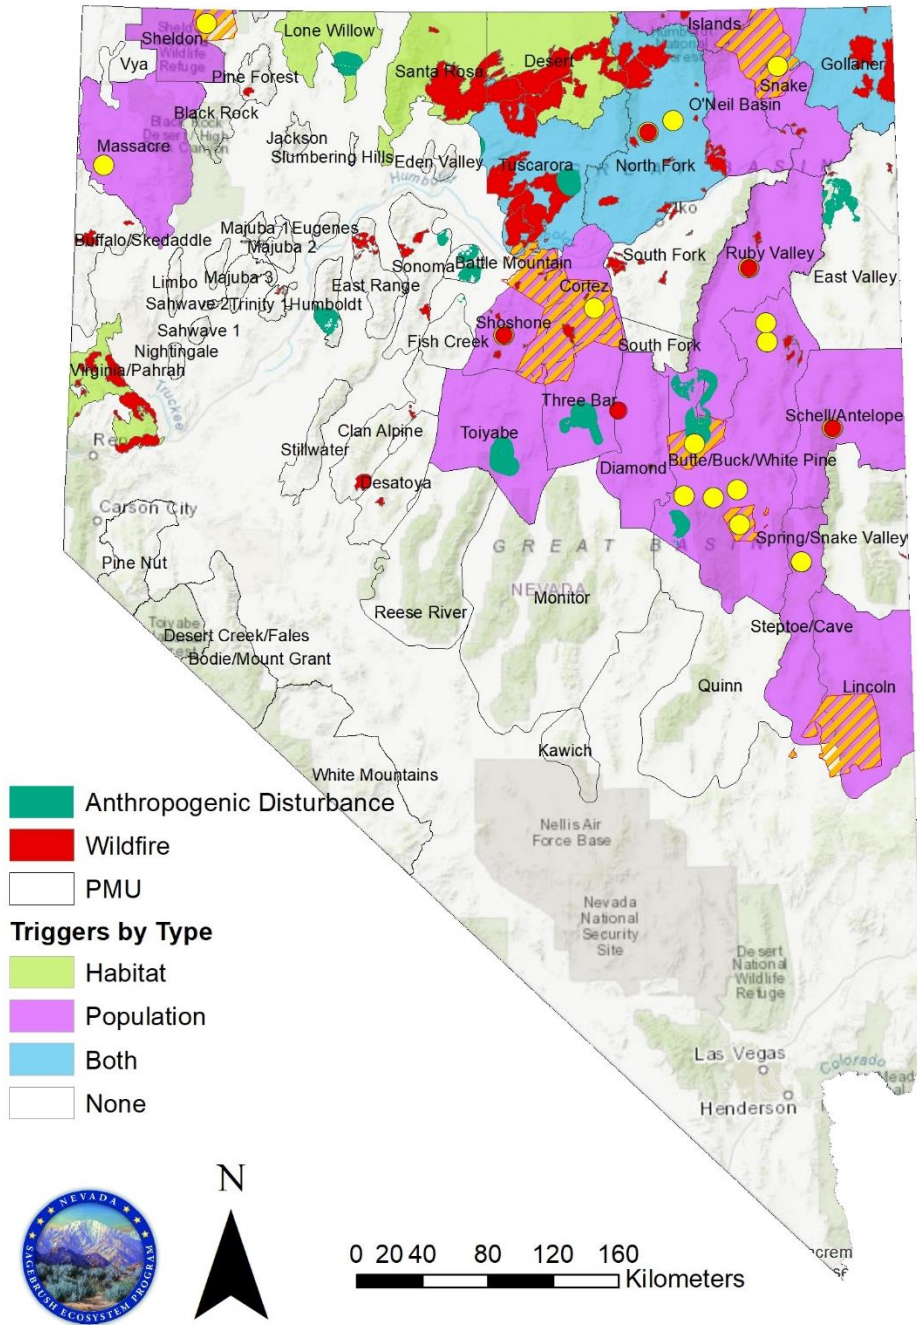 Islands
Sheldon
Wildlife
Refuge
Sheldon
Lone Willow
Vya
Pine Forest
Santa Rosa
Desert
Gollaher
Snake
O'Neil Basin
Black Rock
Massacre
Jackson
Slumbering Hills
Eden Valley
Humboldt
Tuscarora
North Fork
Elko
Buffalo/Skedaddle
Majuba 1
Eugenes
Majuba 2
Sonoma
Battle Mountain
South Fork
Ruby Valley
East Valley
Limbo
Majuba 3
East Range
Cortez
Sahwave 2
Trinity 1
Humboldt
Sahwave 1
Fish Creek
Shoshone
South Fork
Nightingale
Virginia/Pahrah
Truckee
Three Bar
Schell/Antelope
Clan Alpine
Toiyabe
Stillwater
Desatoya
Diamond
Butte/Buck/White Pine
Carson City
GREAT BASIN
Spring/Snake Valley
Pine Nut
NEVADA
Reese River
Monitor
Desert Creek/Fales
Bodie/Mount Grant
Steptoe/Cave
Quinn
Lincoln
Kawich
White Mountains
Nellis Air
Force Base
Nevada
National
Security
Site
Desert
National
Wildlife
Refuge
Las Vegas
Henderson
Colorado
Anthropogenic Disturbance
Wildfire
PMU
Triggers by Type
Habitat
Population
Both
None
N
0 20 40 80 120 160
Kilometers
NEVADA
SAGEBRUSH ECOSYSTEM PROGRAM